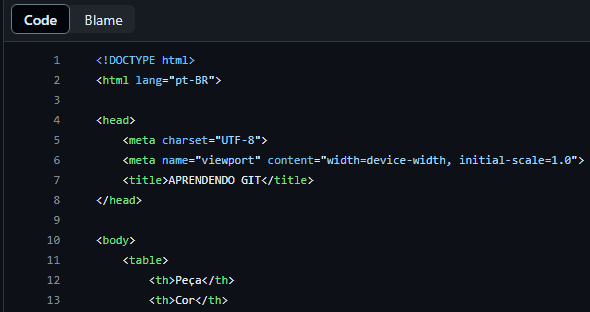 Code Blame
1 <!DOCTYPE html>
2 <html lang="pt-BR">
3
4 <head>
5 <meta charset="UTF-8">
6 <meta name="viewport" content="width=device-width, initial-scale=1.0">
7 <title>APRENDENDO GIT</title>
8 </head>
9
10 <body>
11 <table>
12 <th>Peça</th>
13 <th>Cor</th>